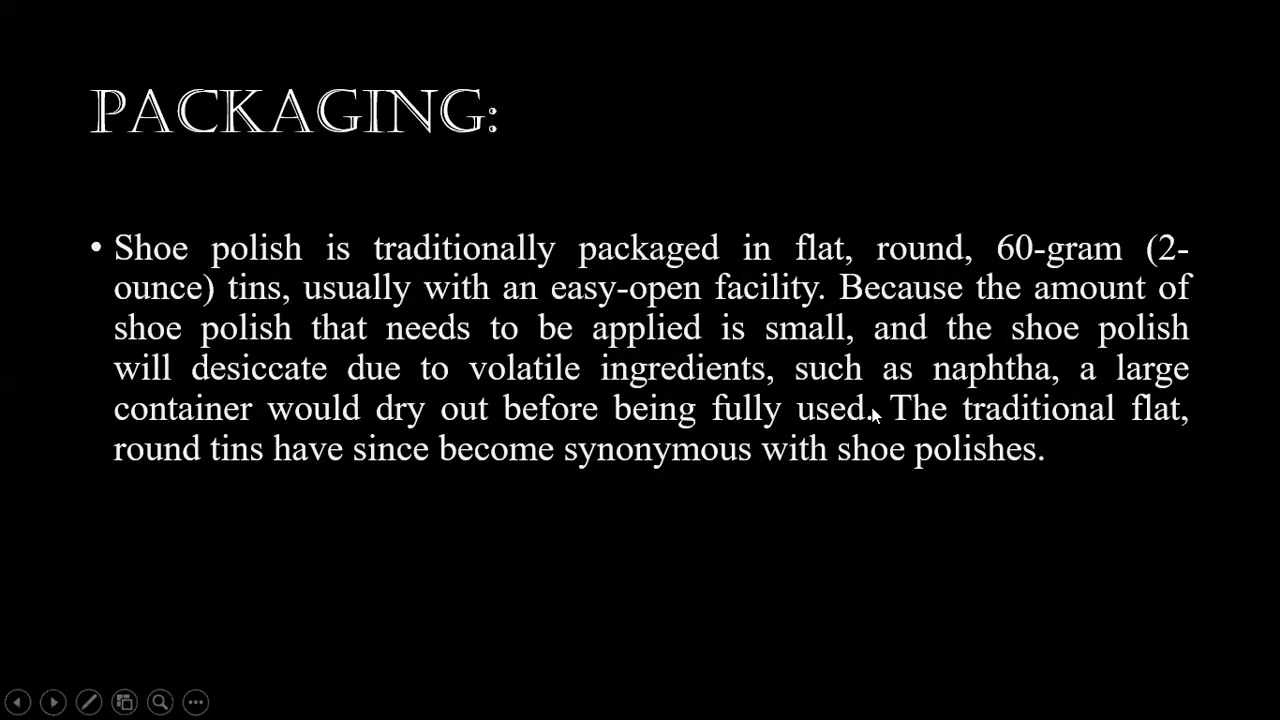 PACKAGING:
• Shoe polish is traditionally packaged in flat, round, 60-gram (2-
ounce) tins, usually with an easy-open facility. Because the amount of
shoe polish that needs to be applied is small, and the shoe polish
will desiccate due to volatile ingredients, such as naphtha, a large
container would dry out before being fully used. The traditional flat,
round tins have since become synonymous with shoe polishes.